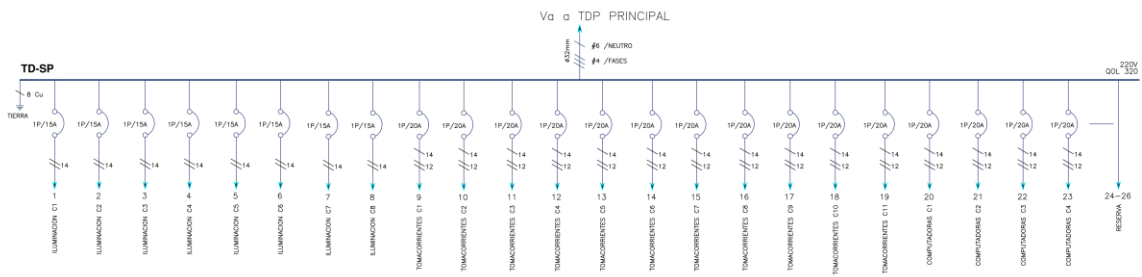 Va a TDP PRINCIPAL
ø32mm
#6 /NEUTRO
#4 /FASES
TD-SP
220V
QOL 320
8 Cu
TIERRA
1P/15A 1P/15A 1P/15A 1P/15A 1P/15A 1P/15A 1P/15A 1P/15A 1P/20A 1P/20A 1P/20A 1P/20A 1P/20A 1P/20A 1P/20A 1P/20A 1P/20A 1P/20A 1P/20A 1P/20A 1P/20A 1P/20A 1P/20A
14 14 14 14 14 14 14 14 14 14 14 14 14 14 14 14 14 14 14 14 14 14 14
12 12 12 12 12 12 12 12 12 12 12 12 12 12 12
1 2 3 4 5 6 7 8 9 10 11 12 13 14 15 16 17 18 19 20 21 22 23 24-26
ILUMINACION C1
ILUMINACION C2
ILUMINACION C3
ILUMINACION C4
ILUMINACION C5
ILUMINACION C6
ILUMINACION C7
ILUMINACION C8
TOMACORRIENTES C1
TOMACORRIENTES C2
TOMACORRIENTES C3
TOMACORRIENTES C4
TOMACORRIENTES C5
TOMACORRIENTES C6
TOMACORRIENTES C7
TOMACORRIENTES C8
TOMACORRIENTES C9
TOMACORRIENTES C10
TOMACORRIENTES C11
COMPUTADORAS C1
COMPUTADORAS C2
COMPUTADORAS C3
COMPUTADORAS C4
RESERVA